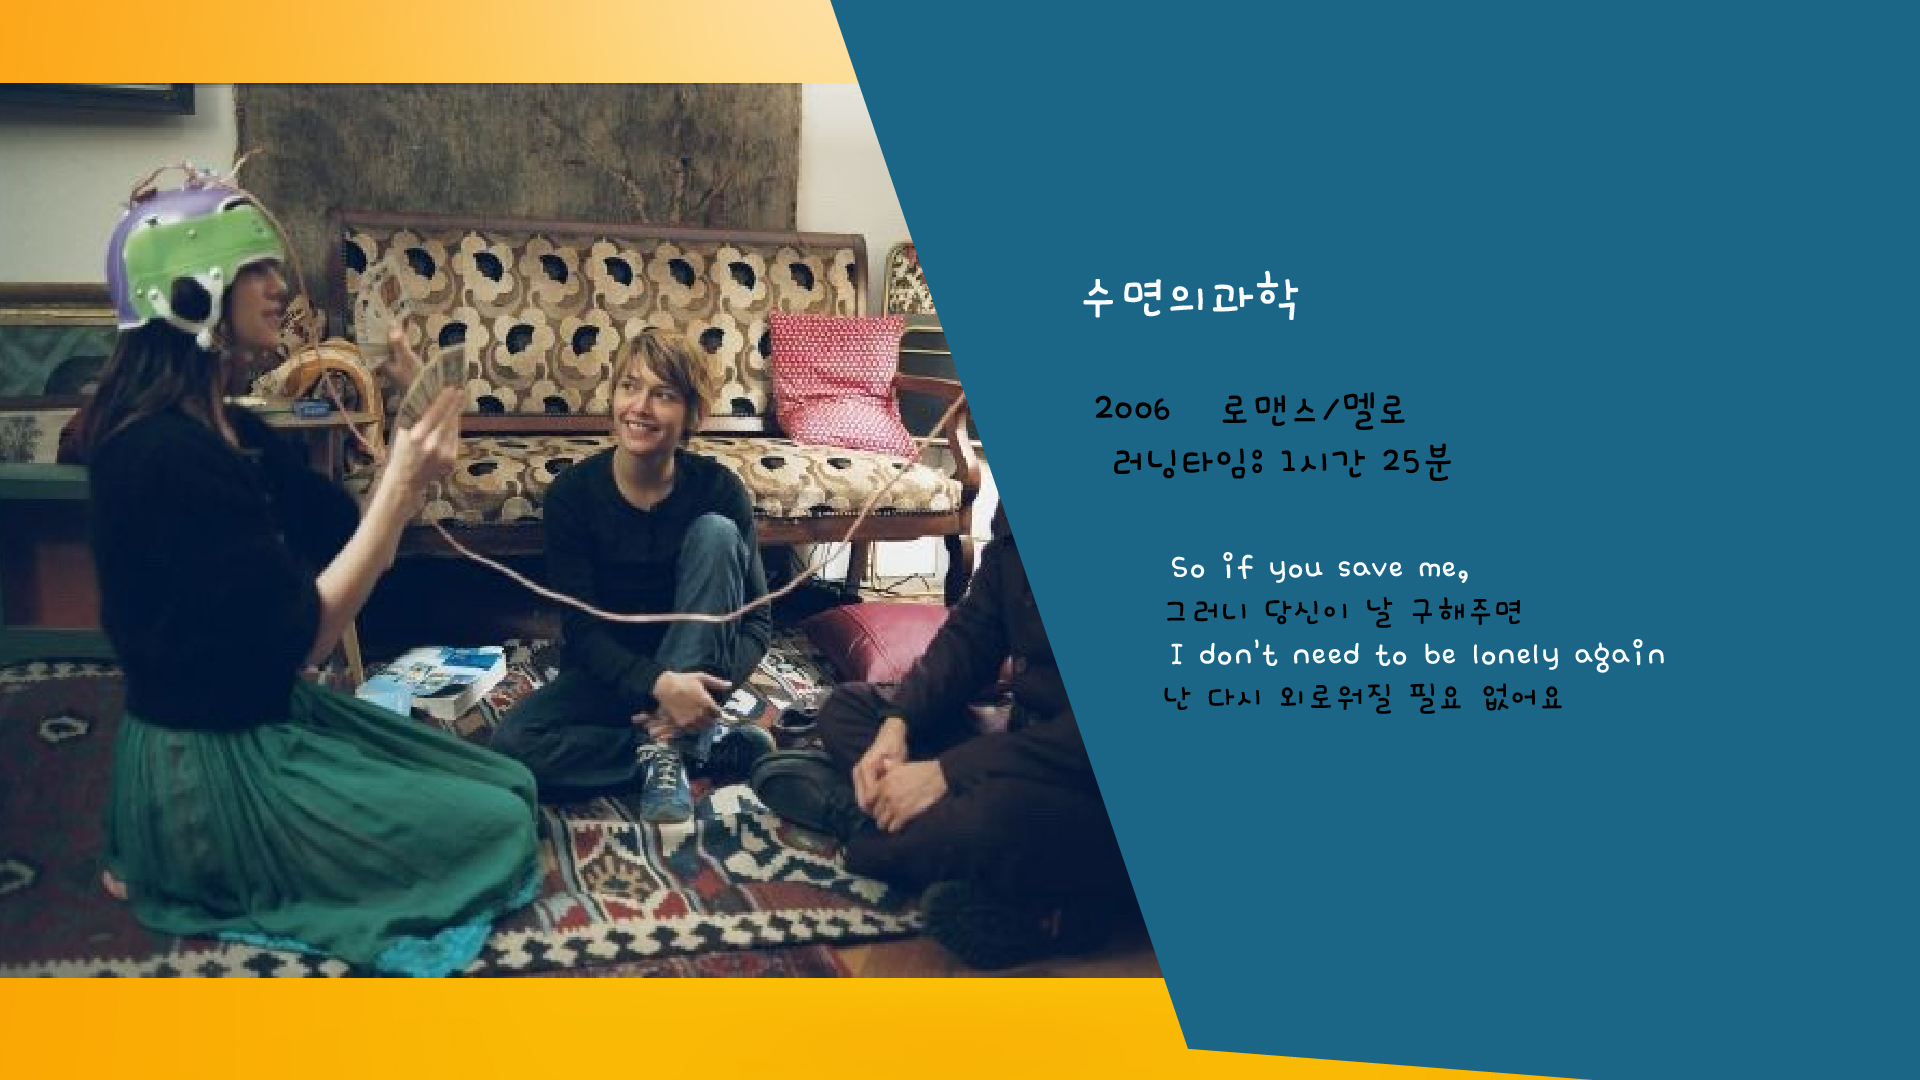 수면의과학
2006 로맨스/멜로
러닝타임: 1시간 25분
So if you save me,
그러니 당신이 날 구해주면
I don't need to be lonely again
난 다시 외로워질 필요 없어요